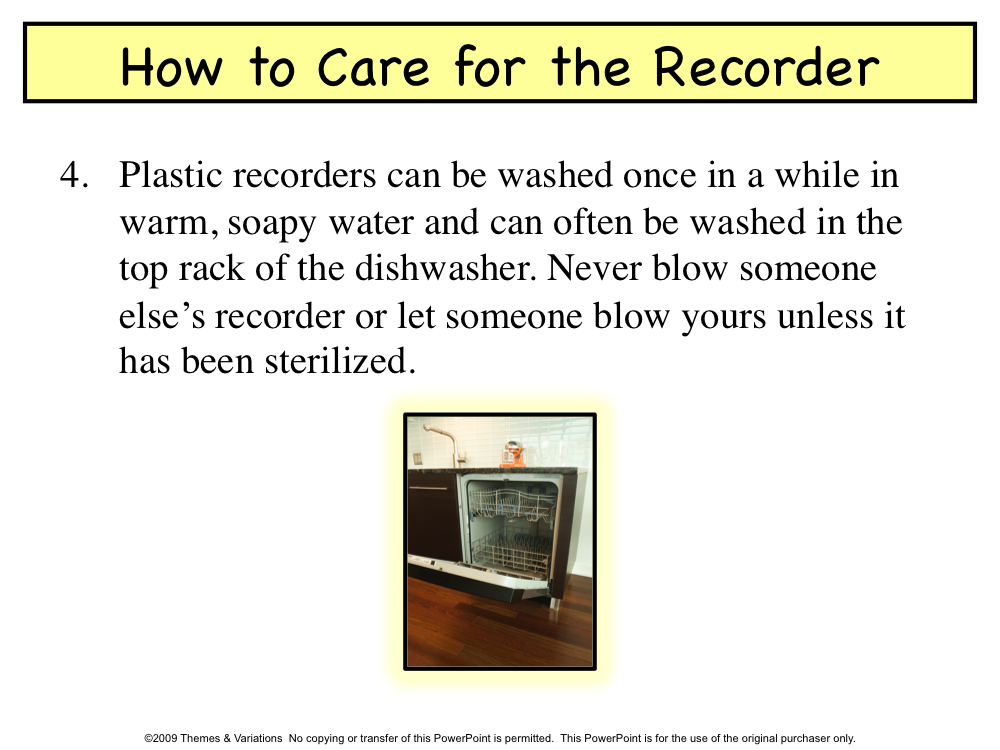 How to Care for the Recorder
4. Plastic recorders can be washed once in a while in
warm, soapy water and can often be washed in the
top rack of the dishwasher. Never blow someone
else’s recorder or let someone blow yours unless it
has been sterilized.
©2009 Themes & Variations  No copying or transfer of this PowerPoint is permitted.  This PowerPoint is for the use of the original purchaser only.